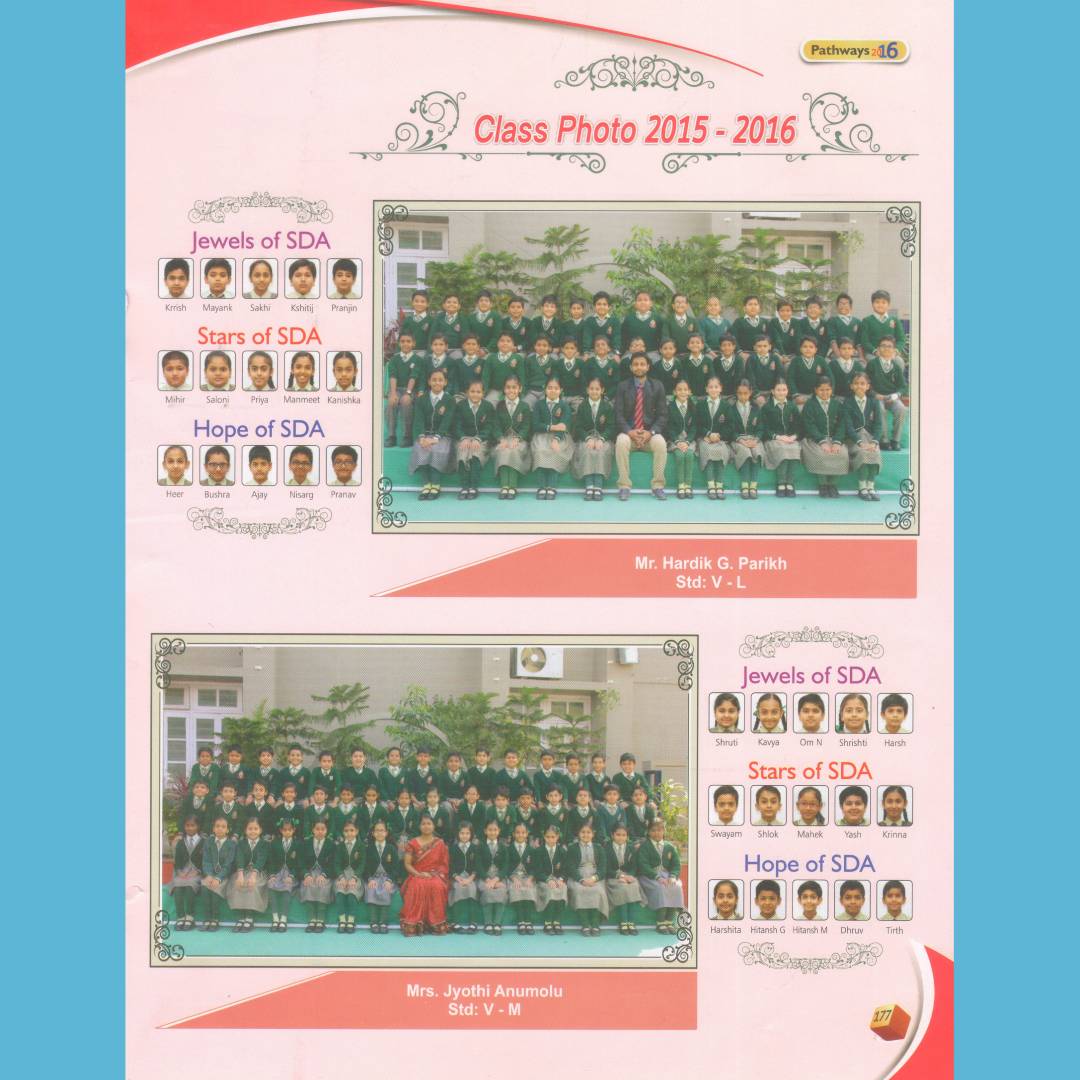 Pathways 2016
Class Photo 2015 - 2016
Jewels of SDA
Krrish Mayank Sakhi Kshitij Pranjin
Stars of SDA
Mihir Saloni Priya Manmeet Kanishka
Hope of SDA
Heer Bushra Ajay Nisarg Pranav
Mr. Hardik G. Parikh
Std: V - L
Jewels of SDA
Shruti Kavya Om N Shrishti Harsh
Stars of SDA
Swayam Shlok Mahek Yash Krinna
Hope of SDA
Harshita Hitansh G Hitansh M Dhruv Tirth
Mrs. Jyothi Anumolu
Std: V - M
177